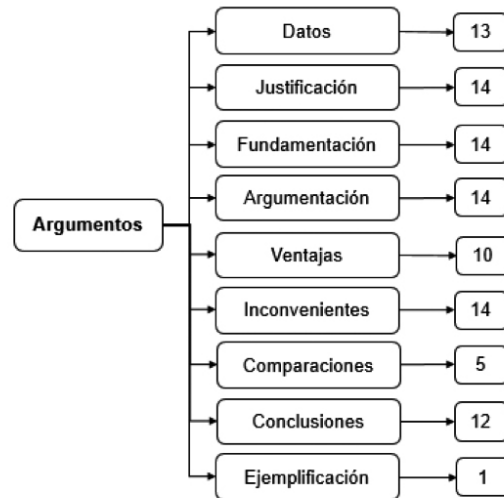 Datos 13
Justificación 14
Fundamentación 14
Argumentación 14
Argumentos
Ventajas 10
Inconvenientes 14
Comparaciones 5
Conclusiones 12
Ejemplificación 1